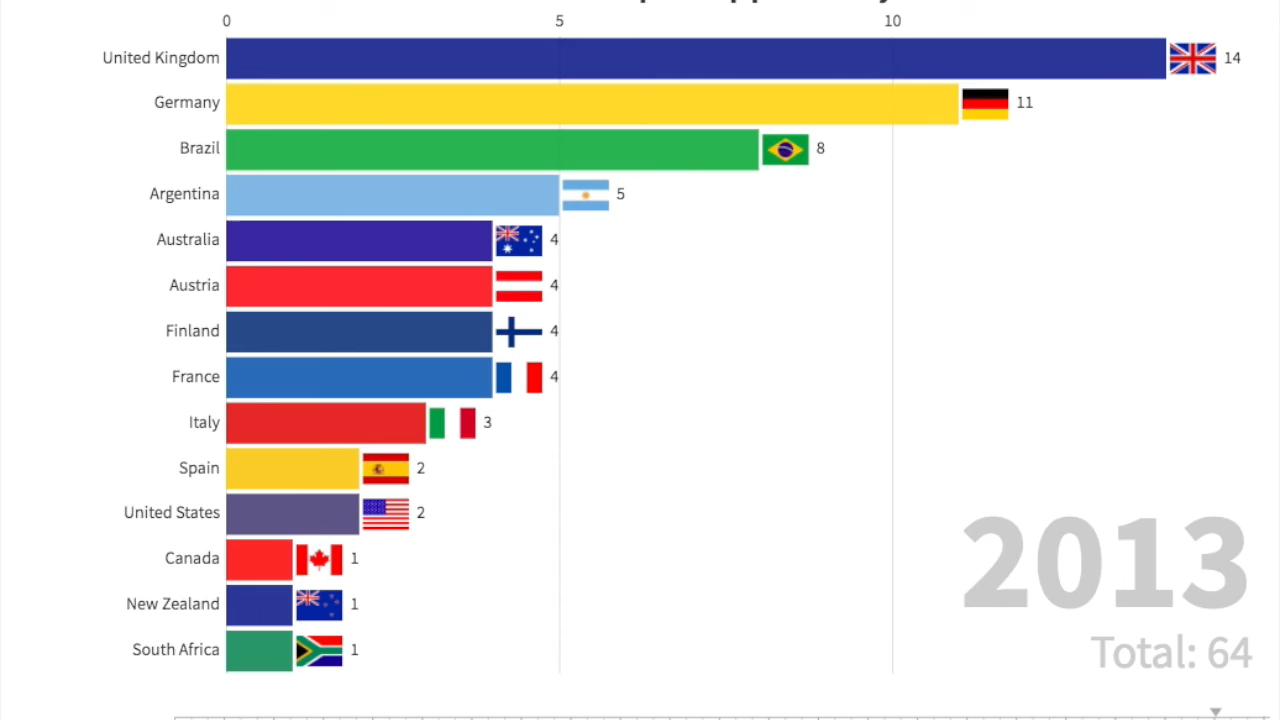 0 5 10
United Kingdom 14
Germany 11
Brazil 8
Argentina 5
Australia 4
Austria 4
Finland 4
France 4
Italy 3
Spain 2
United States 2
Canada 1
New Zealand 1
South Africa 1
2013
Total: 64